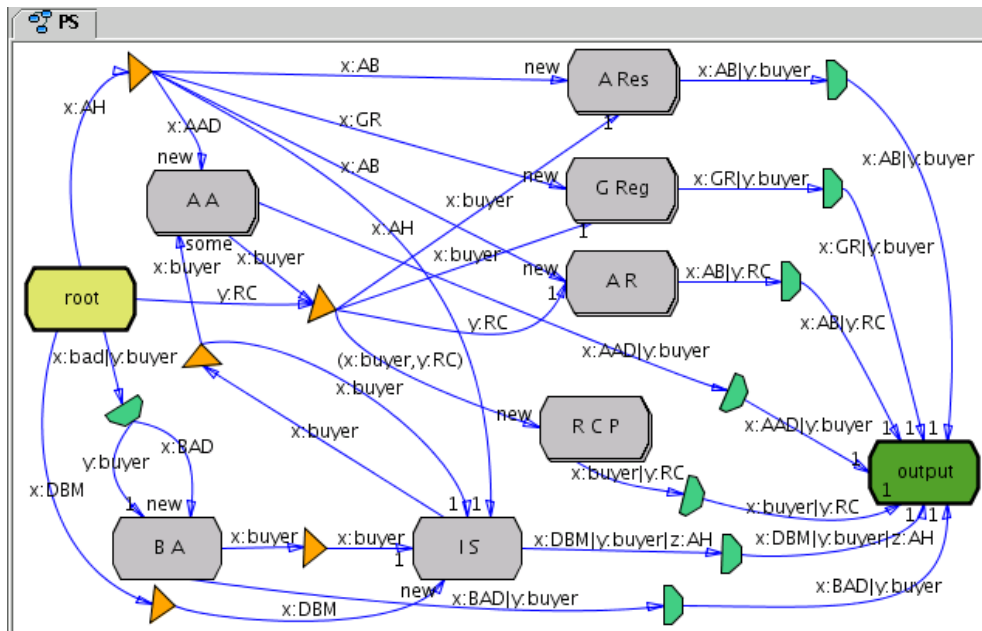 PS
x:AB
new
A Res
x:AB|y:buyer
x:AH
x:AAD
x:GR
1
new
x:AB
new
G Reg
x:GR|y:buyer
x:AB|y:buyer
A A
x:buyer
1
x:AH
some
x:buyer
x:buyer
x:GR|y:buyer
x:buyer
new
A R
x:AB|y:RC
root
y:RC
1
y:RC
x:AB|y:RC
x:bad|y:buyer
(x:buyer,y:RC)
x:AAD|y:buyer
x:buyer
new
R C P
x:AAD|y:buyer
1
1
1
x:buyer
x:BAD
y:buyer
x:buyer|y:RC
1
output
1
x:DBM
1
new
1
1
x:buyer|y:RC
1
1
B A
x:buyer
x:buyer
1
I S
x:DBM|y:buyer|z:AH
x:DBM|y:buyer|z:AH
new
x:DBM
x:BAD|y:buyer
x:BAD|y:buyer